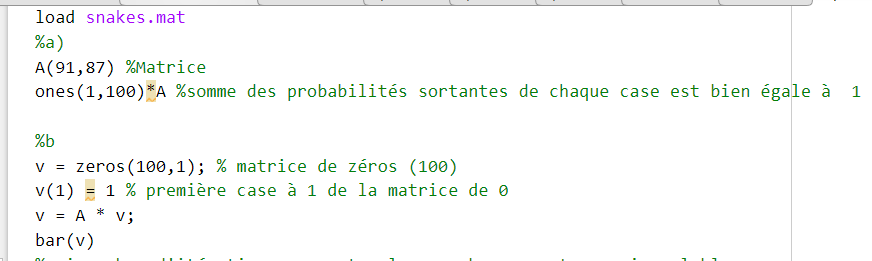 load snakes.mat
%a)
A(91,87) %Matrice
ones(1,100)*A %somme des probabilités sortantes de chaque case est bien égale à  1
%b
v = zeros(100,1); % matrice de zéros (100)
v(1) = 1 % première case à 1 de la matrice de 0
v = A * v;
bar(v)